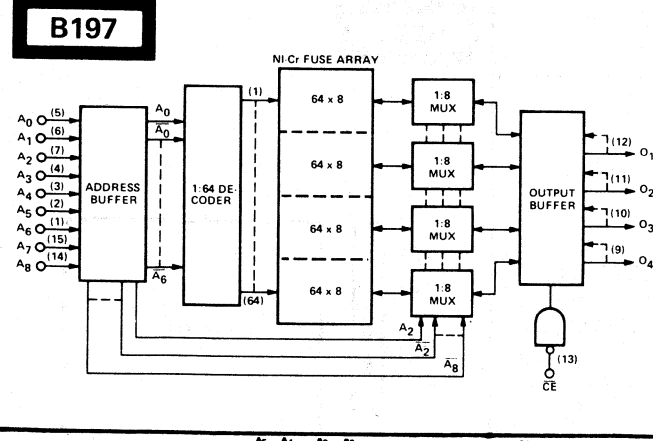 B197
NI-Cr FUSE ARRAY
A0 (5)
A1 (6)
A2 (7)
A3 (4)
A4 (3)
A5 (2)
A6 (1)
A7 (15)
A8 (14)
ADDRESS
BUFFER
A0
A̅0
A̅6
1:64 DE-
CODER
(1)
(64)
64 x 8
64 x 8
64 x 8
64 x 8
1:8
MUX
1:8
MUX
1:8
MUX
1:8
MUX
A2
A̅2
A̅8
OUTPUT
BUFFER
(12) O1
(11) O2
(10) O3
(9) O4
(13)
C̅E̅